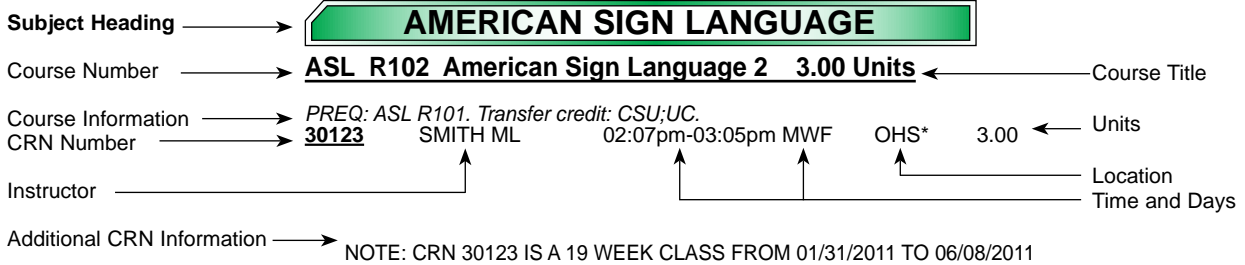 Subject Heading AMERICAN SIGN LANGUAGE
Course Number ASL R102 American Sign Language 2 3.00 Units Course Title
Course Information PREQ: ASL R101. Transfer credit: CSU;UC.
CRN Number 30123 SMITH ML 02:07pm-03:05pm MWF OHS* 3.00 Units
Instructor Location
Time and Days
Additional CRN Information NOTE: CRN 30123 IS A 19 WEEK CLASS FROM 01/31/2011 TO 06/08/2011